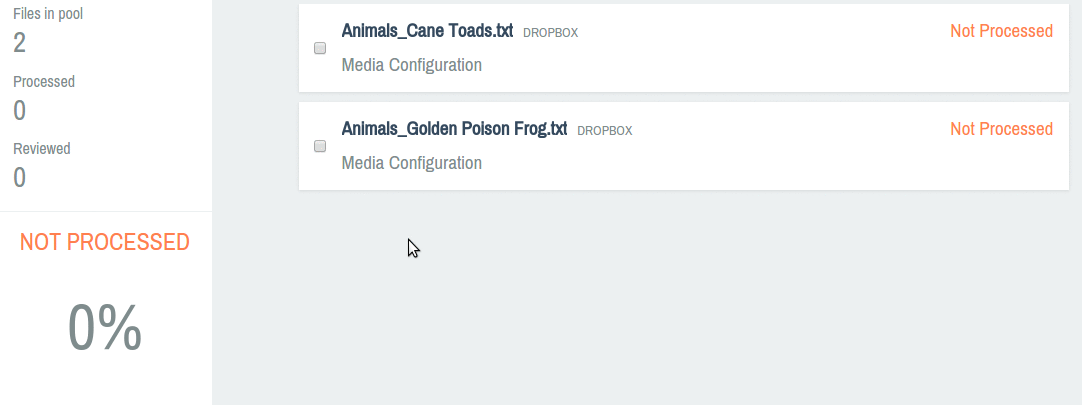 Files in pool
2
Processed
0
Reviewed
0
NOT PROCESSED
0%
Animals_Cane Toads.txt DROPBOX Not Processed
Media Configuration
Animals_Golden Poison Frog.txt DROPBOX Not Processed
Media Configuration